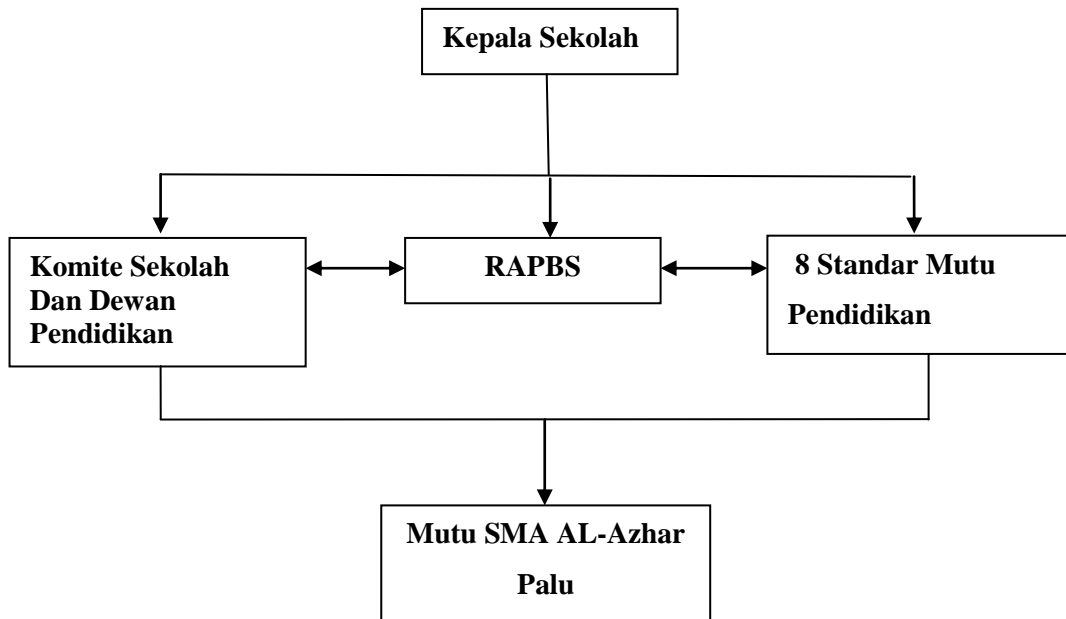 Kepala Sekolah
Komite Sekolah
Dan Dewan
Pendidikan
RAPBS
8 Standar Mutu
Pendidikan
Mutu SMA AL-Azhar
Palu